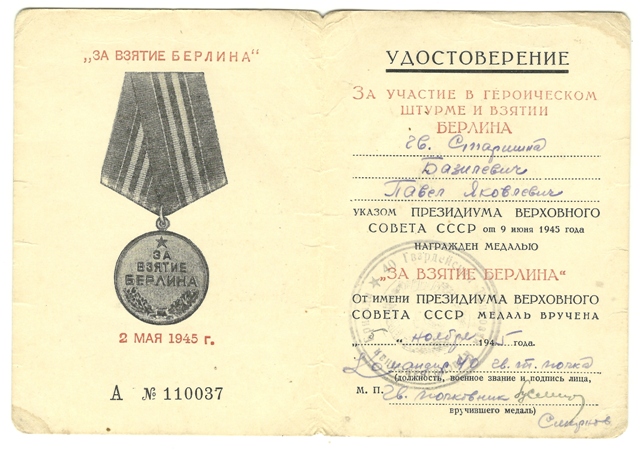 „ЗА ВЗЯТИЕ БЕРЛИНА“
ЗА
ВЗЯТИЕ
БЕРЛИНА
2 МАЯ 1945 г.
А № 110037
УДОСТОВЕРЕНИЕ
ЗА УЧАСТИЕ В ГЕРОИЧЕСКОМ
ШТУРМЕ И ВЗЯТИИ
БЕРЛИНА
гв. Старшина
Базилевич
Павел Яковлевич
УКАЗОМ ПРЕЗИДИУМА ВЕРХОВНОГО
СОВЕТА СССР от 9 июня 1945 года
НАГРАЖДЕН МЕДАЛЬЮ
„ЗА ВЗЯТИЕ БЕРЛИНА“
ОТ ИМЕНИ ПРЕЗИДИУМА ВЕРХОВНОГО
СОВЕТА СССР МЕДАЛЬ ВРУЧЕНА
„5“ ноября 1945 года.
Командир гв. полка
(должность, военное звание и подпись лица,
М. П. гв. полковник
вручившего медаль)
Смирнов